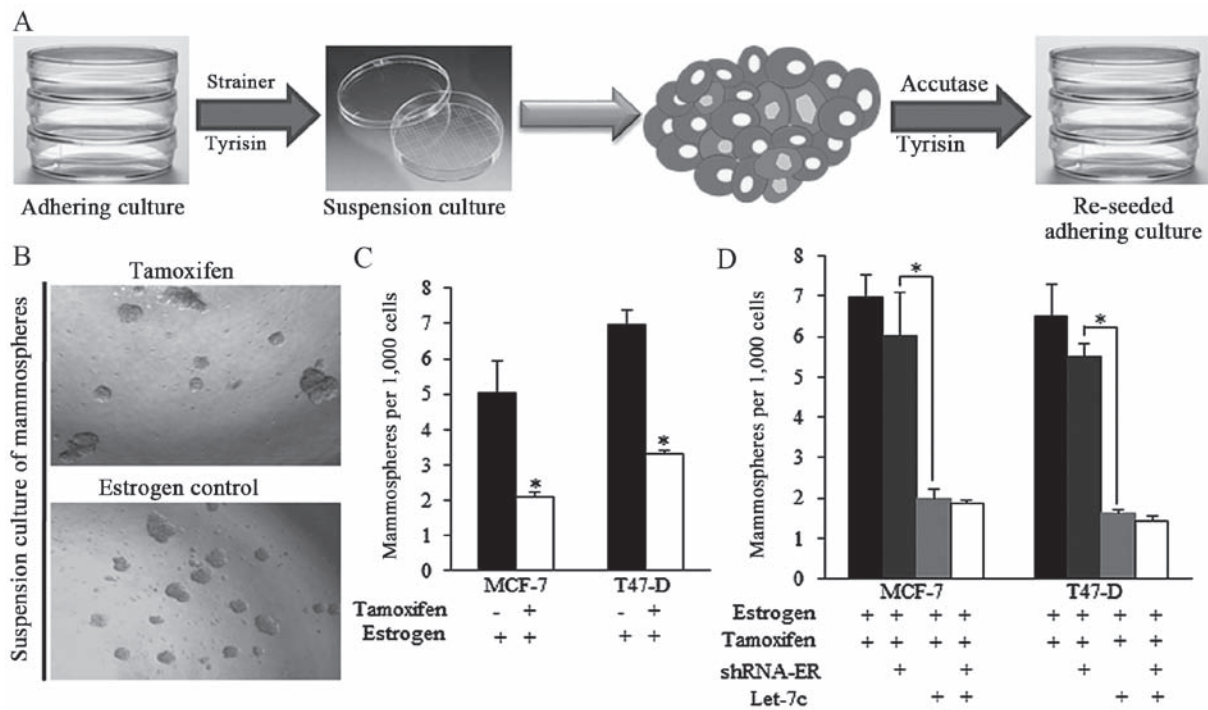 A
Strainer
Tyrisin
Accutase
Tyrisin
Adhering culture
Suspension culture
Re-seeded
adhering culture
B
Suspension culture of mammospheres
Tamoxifen
Estrogen control
C
Mammospheres per 1,000 cells
8
7
6
5
4
3
2
1
0
*
*
MCF-7
T47-D
Tamoxifen - + - +
Estrogen + + + +
D
Mammospheres per 1,000 cells
8
7
6
5
4
3
2
1
0
*
*
MCF-7
T47-D
Estrogen + + + + + + + +
Tamoxifen + + + + + + + +
shRNA-ER + + + +
Let-7c + + + +